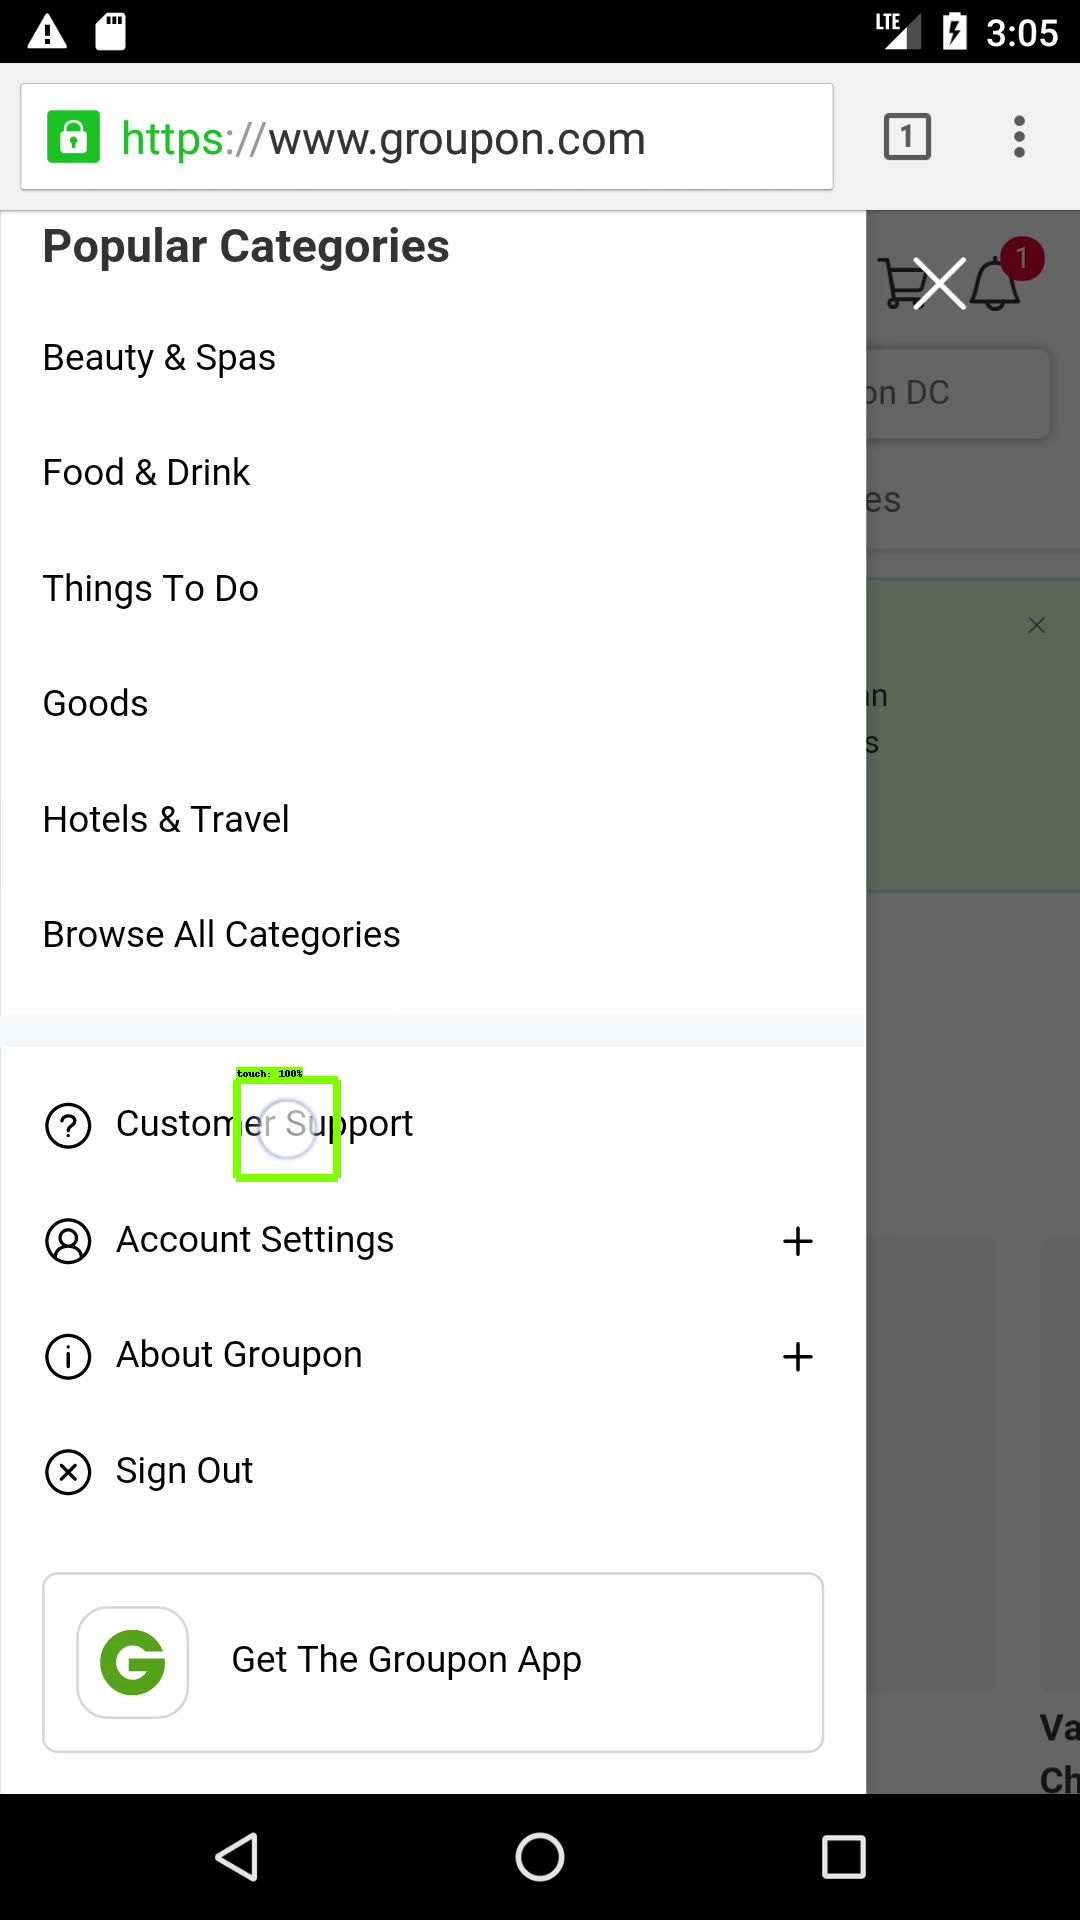 LTE 3:05
https://www.groupon.com 1
Popular Categories
1
Beauty & Spas
on DC
Food & Drink
es
Things To Do
an
Goods
s
Hotels & Travel
Browse All Categories
touch: 100%
Customer Support
Account Settings
About Groupon
Sign Out
G Get The Groupon App
Va
Ch